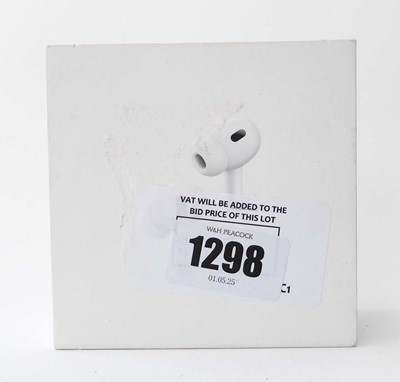 VAT WILL BE ADDED TO THE
BID PRICE OF THIS LOT
W&H PEACOCK
1298
01.05.25
C1